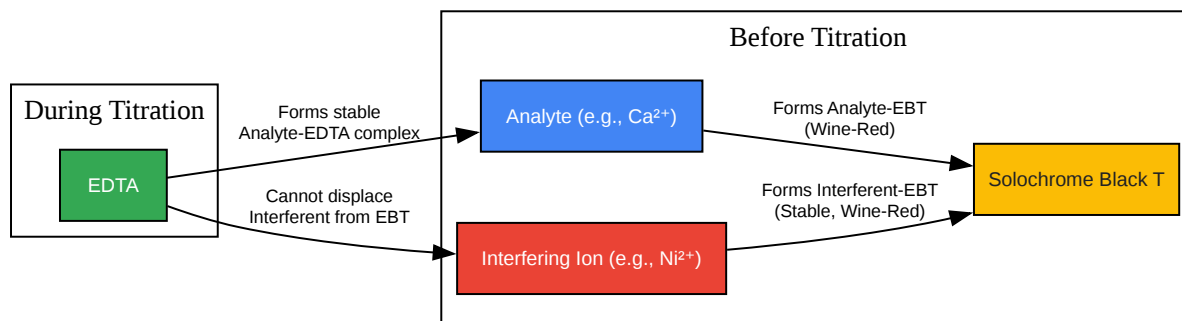 Before Titration
During Titration
Forms stable
Analyte-EDTA complex
Analyte (e.g., Ca²⁺)
Forms Analyte-EBT
(Wine-Red)
EDTA
Solochrome Black T
Cannot displace
Interferent from EBT
Forms Interferent-EBT
(Stable, Wine-Red)
Interfering Ion (e.g., Ni²⁺)